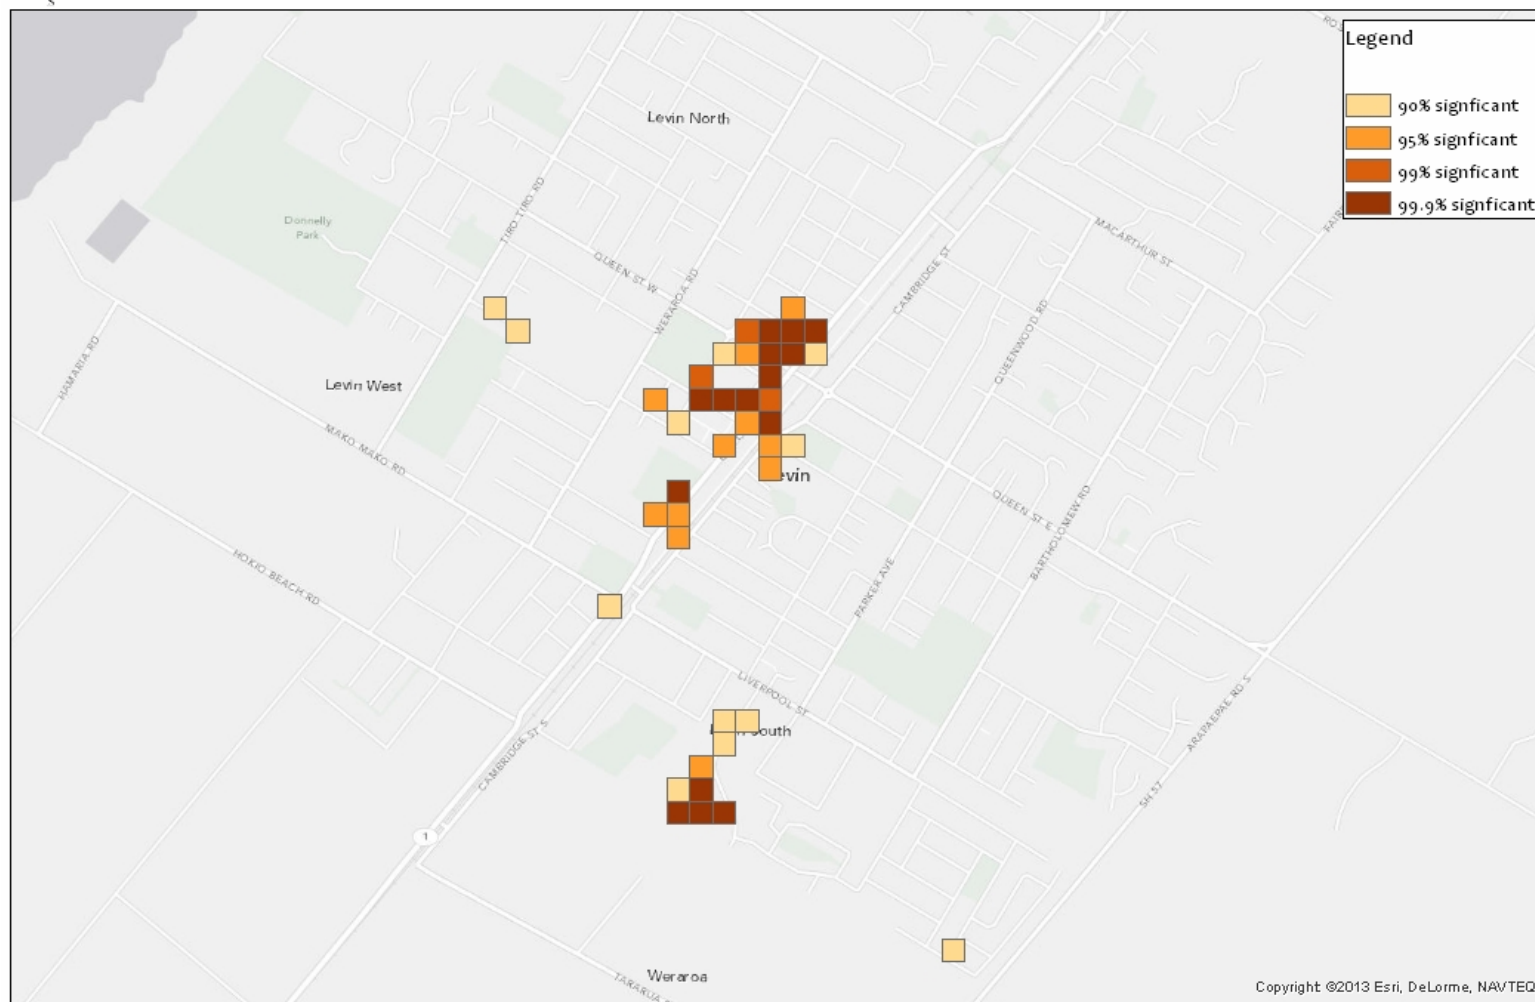 Legend
90% signficant
95% signficant
99% signficant
99.9% signficant
Levin North
Donnelly
Park
TIRO TIRO RD
QUEEN ST W
WERAROA RD
CAMBRIDGE ST
MACARTHUR ST
QUEENWOOD RD
HAMARIA RD
Levin West
MAKO MAKO RD
evin
QUEEN ST E
BARTHOLOMEW RD
HOKIO BEACH RD
PARKER AVE
LIVERPOOL ST
outh
ARAPAEPAE RD S
CAMBRIDGE ST S
SH 57
1
Weraroa
TARARUA
Copyright ©2013 Esri, DeLorme, NAVTEQ